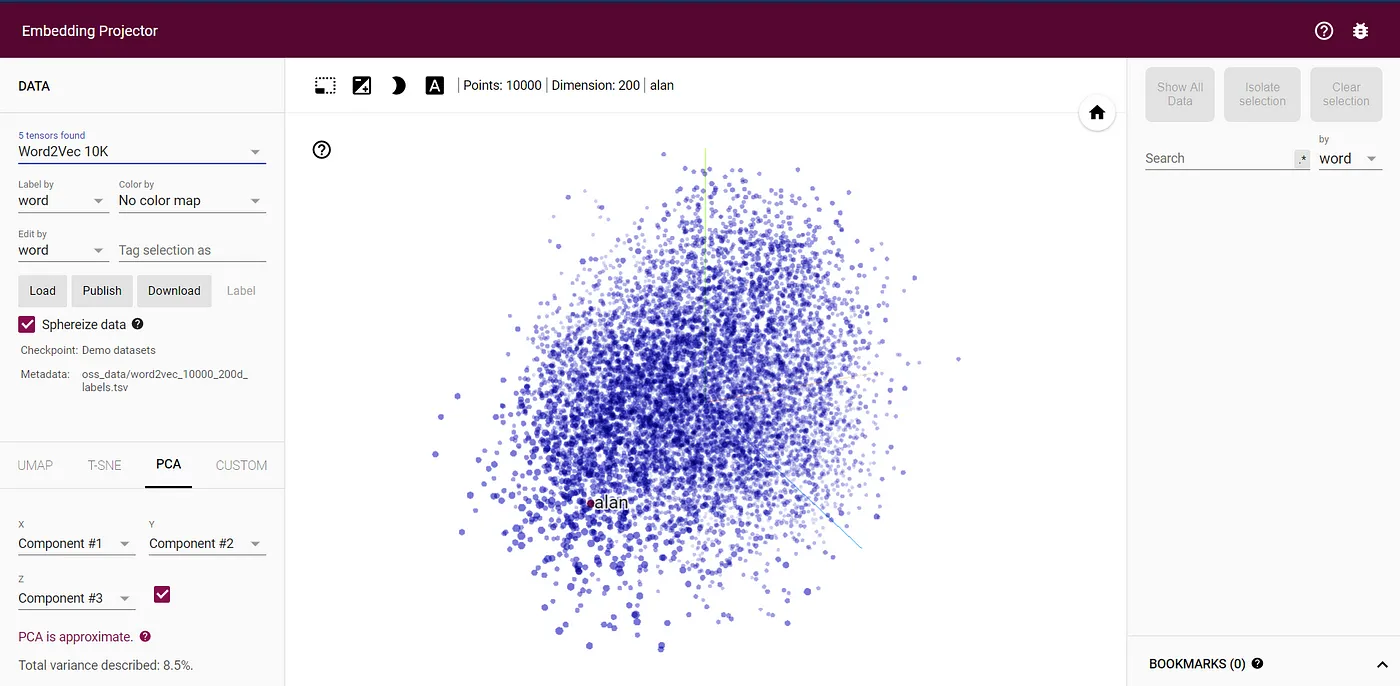 Embedding Projector
DATA
5 tensors found
Word2Vec 10K
Label by
word
Color by
No color map
Edit by
word
Tag selection as
Load
Publish
Download
Label
Sphereize data
Checkpoint: Demo datasets
Metadata: oss_data/word2vec_10000_200d_
labels.tsv
UMAP
T-SNE
PCA
CUSTOM
X
Component #1
Y
Component #2
Z
Component #3
PCA is approximate.
Total variance described: 8.5%.
A
Points: 10000 | Dimension: 200 | alan
alan
Show All
Data
Isolate
selection
Clear
selection
Search
.*
by
word
BOOKMARKS (0)